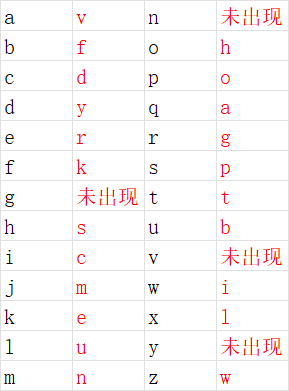 a v n 未出现
b f o h
c d p o
d y q a
e r r g
f k s p
g 未出现 t t
h s u b
i c v 未出现
j m w i
k e x l
l u y 未出现
m n z w